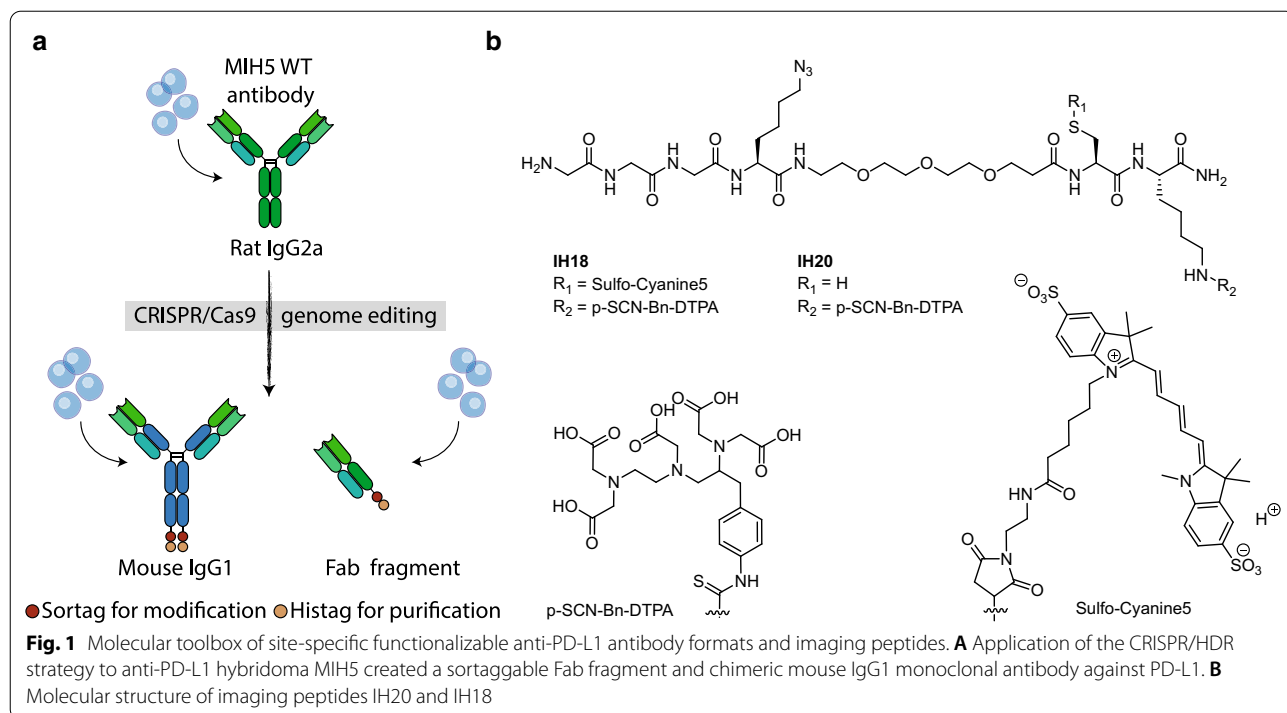 a
MIH5 WT
antibody
Rat IgG2a
CRISPR/Cas9 genome editing
Mouse IgG1
Fab fragment
Sortag for modification
Histag for purification
b
N3
R1
S
O
O
O
O
O
H2N
N
H
H
N
N
H
O
O
O
H
N
O
O
O
N
H
O
H
N
O
NH2
HN
R2
IH18
R1 = Sulfo-Cyanine5
R2 = p-SCN-Bn-DTPA
IH20
R1 = H
R2 = p-SCN-Bn-DTPA
O
OH
O
HO
HO
O
N
OH
O
N
N
O
HO
O
S
NH
p-SCN-Bn-DTPA
⊖O3S
N
⊕
HN
O
O
N
O
N
⊖
SO3
H⊕
Sulfo-Cyanine5
Fig. 1 Molecular toolbox of site-specific functionalizable anti-PD-L1 antibody formats and imaging peptides. A Application of the CRISPR/HDR
strategy to anti-PD-L1 hybridoma MIH5 created a sortaggable Fab fragment and chimeric mouse IgG1 monoclonal antibody against PD-L1. B
Molecular structure of imaging peptides IH20 and IH18